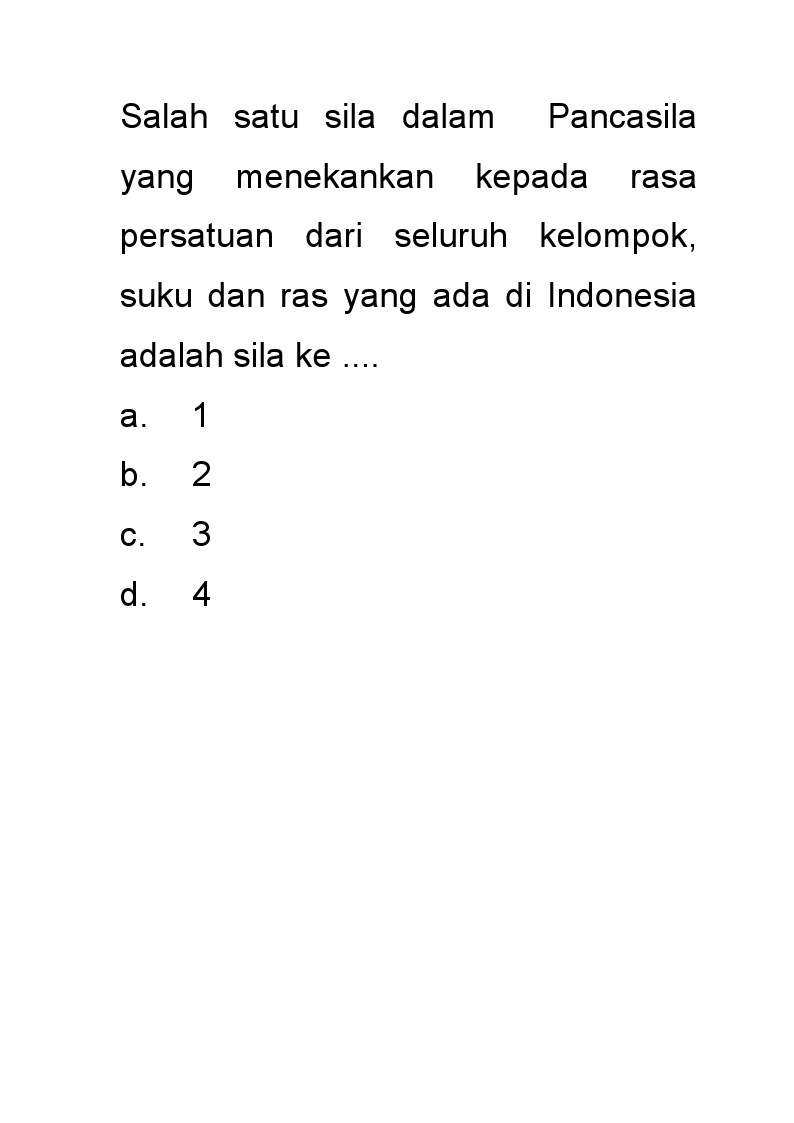 Salah satu sila dalam Pancasila
yang menekankan kepada rasa
persatuan dari seluruh kelompok,
suku dan ras yang ada di Indonesia
adalah sila ke ....
a. 1
b. 2
c. 3
d. 4